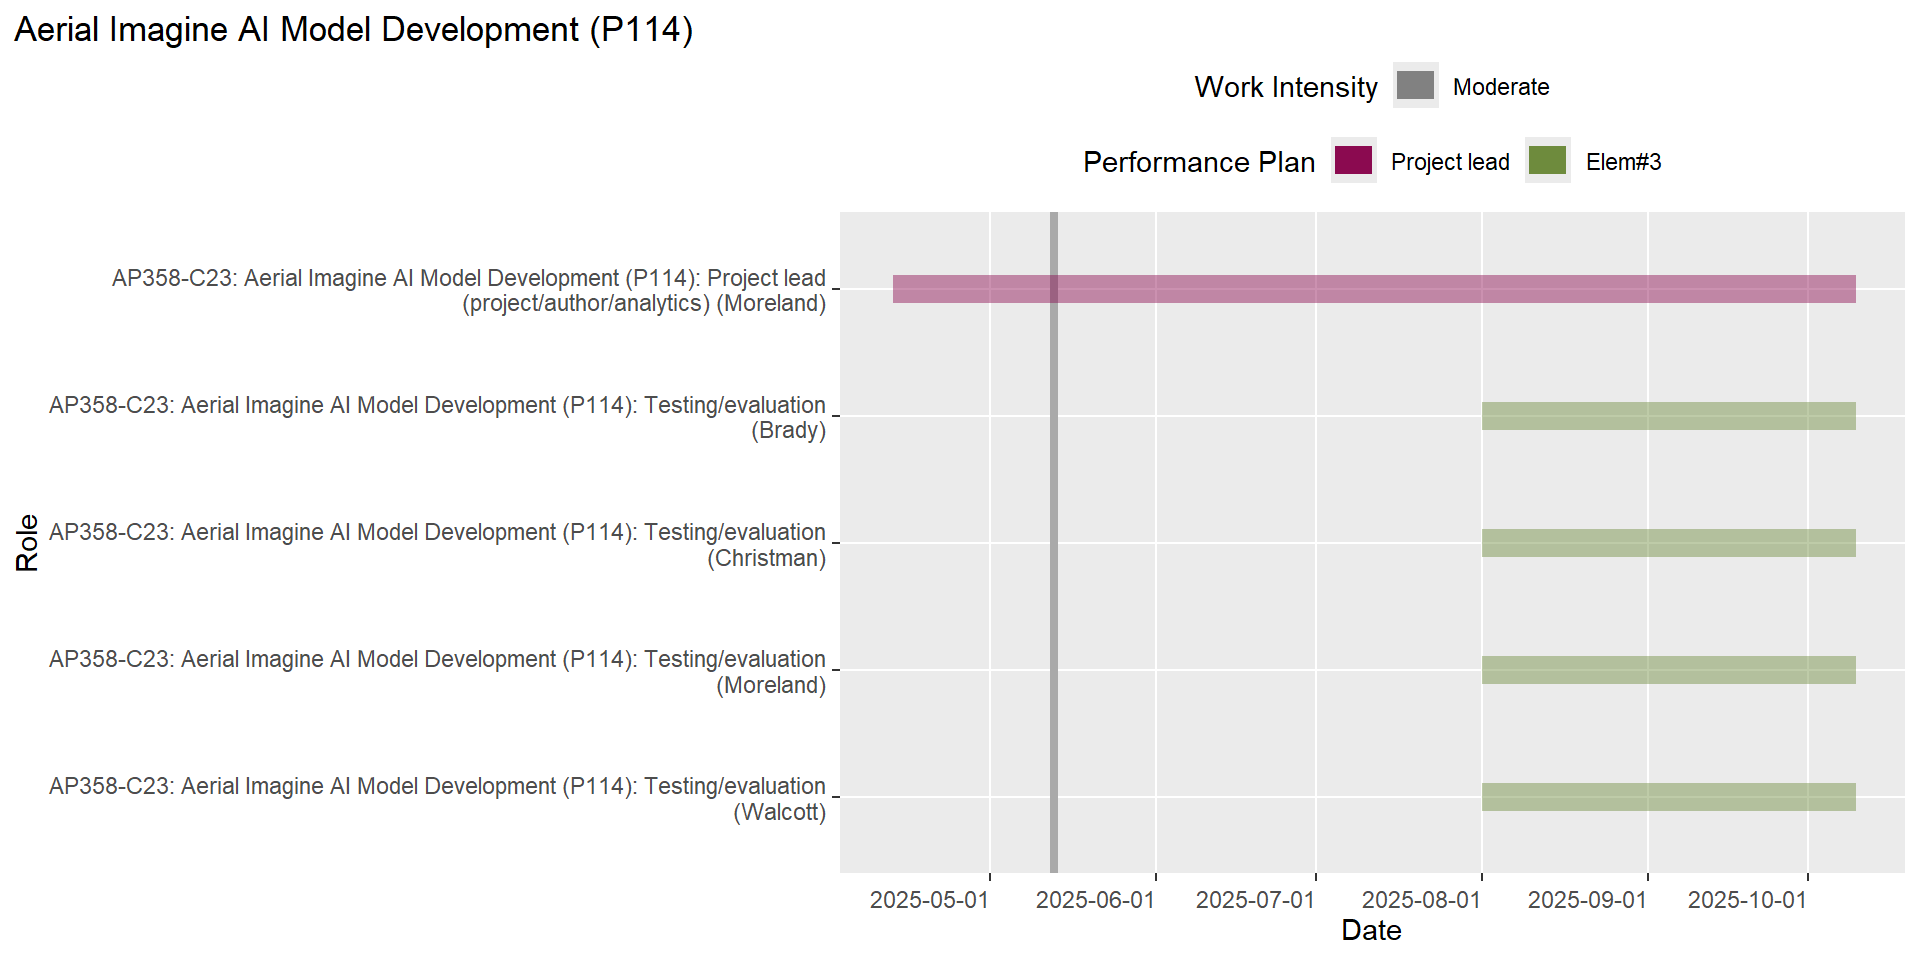 Aerial Imagine AI Model Development (P114)
Work Intensity Moderate
Performance Plan Project lead Elem#3
AP358-C23: Aerial Imagine AI Model Development (P114): Project lead
(project/author/analytics) (Moreland)
AP358-C23: Aerial Imagine AI Model Development (P114): Testing/evaluation
(Brady)
AP358-C23: Aerial Imagine AI Model Development (P114): Testing/evaluation
(Christman)
AP358-C23: Aerial Imagine AI Model Development (P114): Testing/evaluation
(Moreland)
AP358-C23: Aerial Imagine AI Model Development (P114): Testing/evaluation
(Walcott)
Role
2025-05-01 2025-06-01 2025-07-01 2025-08-01 2025-09-01 2025-10-01
Date